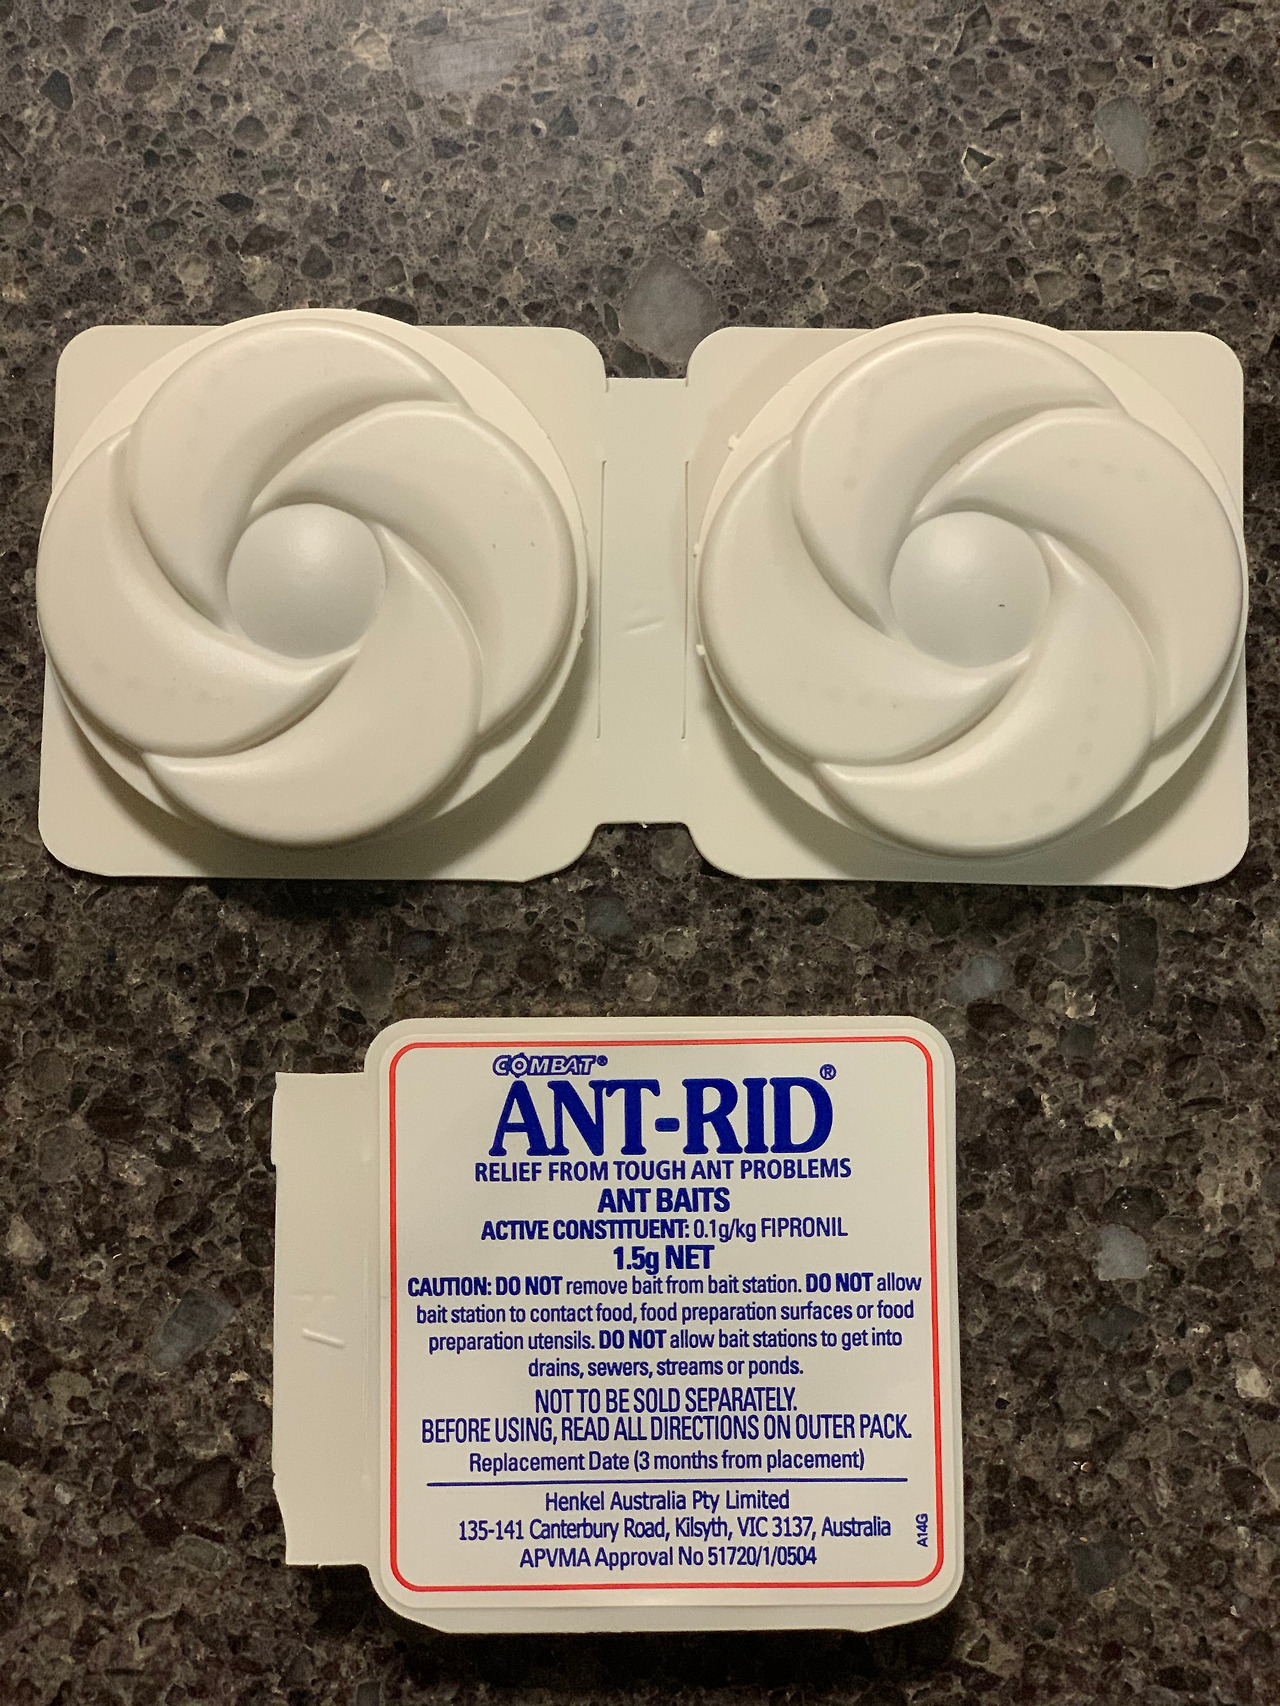 COMBAT®
ANT-RID®
RELIEF FROM TOUGH ANT PROBLEMS
ANT BAITS
ACTIVE CONSTITUENT: 0.1g/kg FIPRONIL
1.5g NET
CAUTION: DO NOT remove bait from bait station. DO NOT allow
bait station to contact food, food preparation surfaces or food
preparation utensils. DO NOT allow bait stations to get into
drains, sewers, streams or ponds.
NOT TO BE SOLD SEPARATELY.
BEFORE USING, READ ALL DIRECTIONS ON OUTER PACK.
Replacement Date (3 months from placement)
Henkel Australia Pty Limited
135-141 Canterbury Road, Kilsyth, VIC 3137, Australia
APVMA Approval No 51720/1/0504
A14G